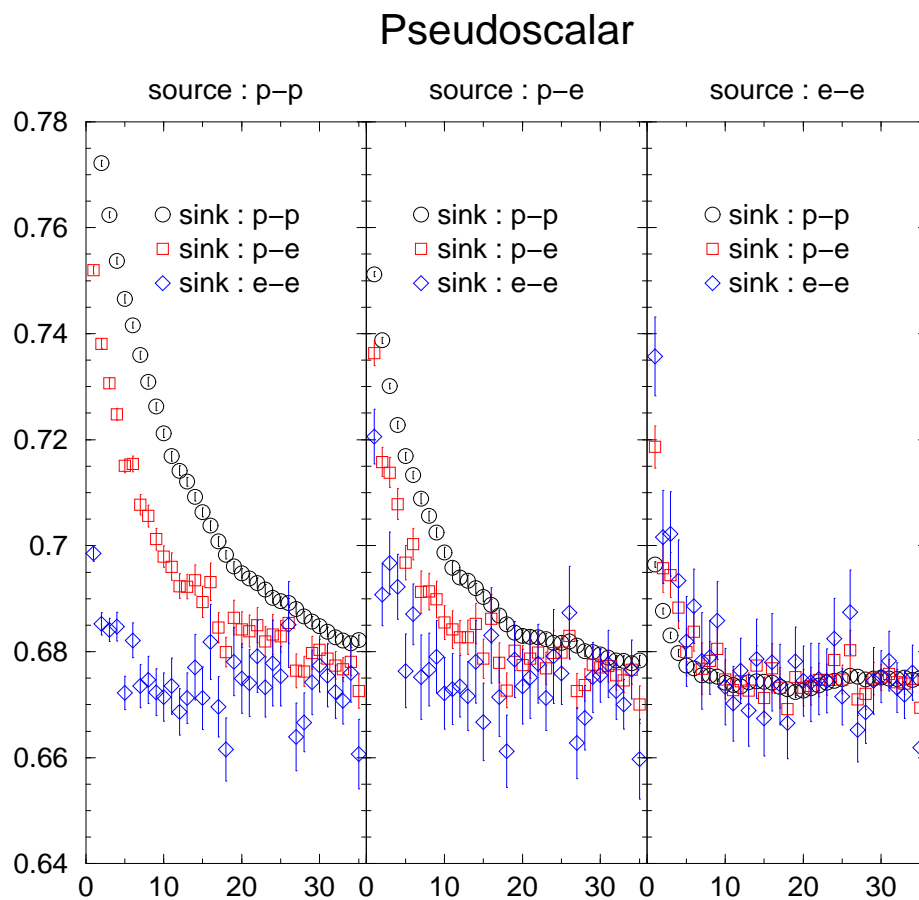 Pseudoscalar
source : p−p source : p−e source : e−e
0.78
0.76
sink : p−p sink : p−p sink : p−p
sink : p−e sink : p−e sink : p−e
sink : e−e sink : e−e sink : e−e
0.74
0.72
0.7
0.68
0.66
0.64
0 10 20 30 0 10 20 30 0 10 20 30